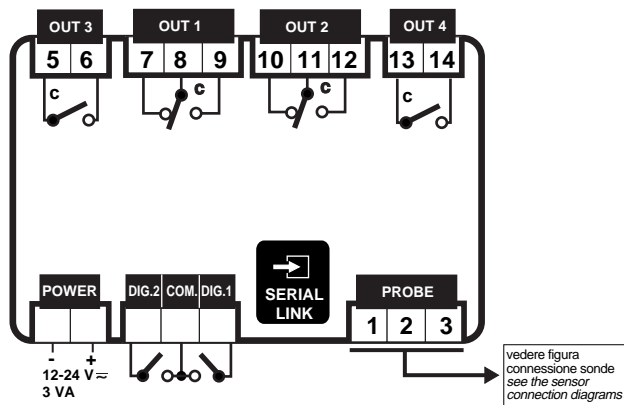 OUT 3 OUT 1 OUT 2 OUT 4
5 6 7 8 9 10 11 12 13 14
c c c c
POWER DIG.2 COM. DIG.1 SERIAL LINK PROBE
1 2 3
- +
12-24 V ⎓
3 VA
vedere figura
connessione sonde
see the sensor
connection diagrams